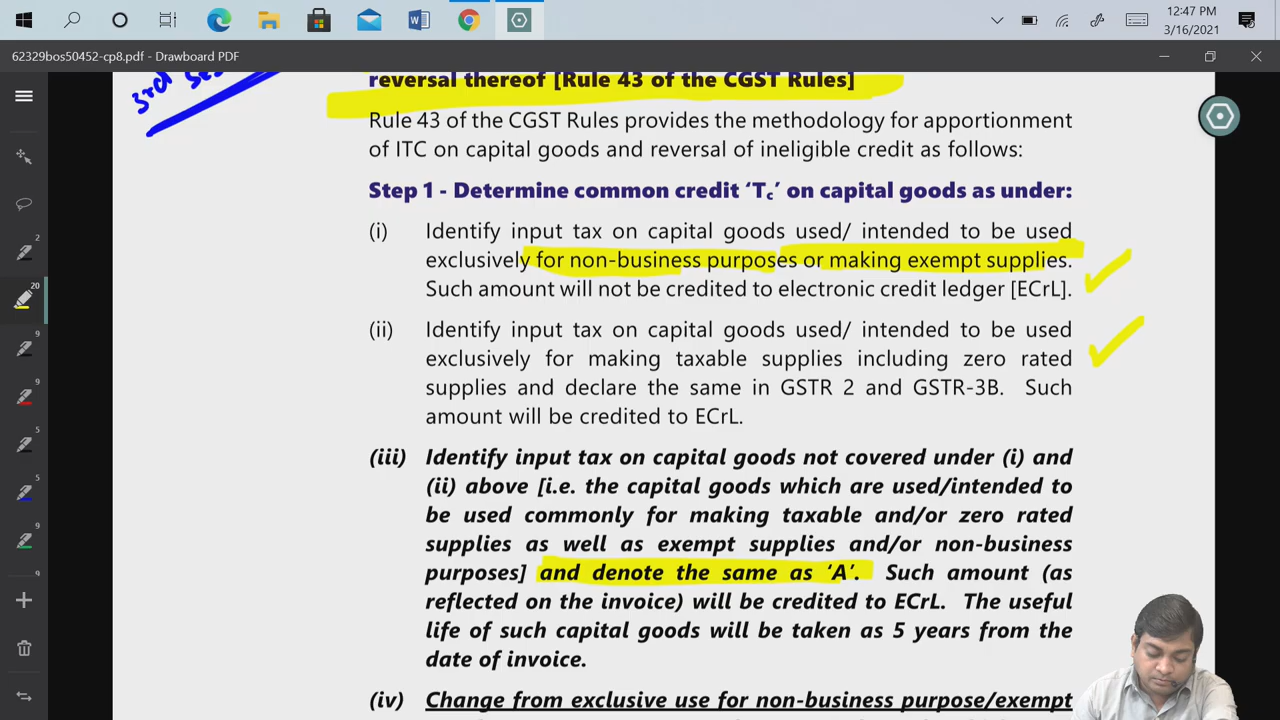 12:47 PM
3/16/2021
62329bos50452-cp8.pdf - Drawboard PDF
3rd
reversal thereof [Rule 43 of the CGST Rules]
Rule 43 of the CGST Rules provides the methodology for apportionment
of ITC on capital goods and reversal of ineligible credit as follows:
Step 1 - Determine common credit ‘Tc’ on capital goods as under:
(i) Identify input tax on capital goods used/ intended to be used
exclusively for non-business purposes or making exempt supplies.
Such amount will not be credited to electronic credit ledger [ECrL].
(ii) Identify input tax on capital goods used/ intended to be used
exclusively for making taxable supplies including zero rated
supplies and declare the same in GSTR 2 and GSTR-3B. Such
amount will be credited to ECrL.
(iii) Identify input tax on capital goods not covered under (i) and
(ii) above [i.e. the capital goods which are used/intended to
be used commonly for making taxable and/or zero rated
supplies as well as exempt supplies and/or non-business
purposes] and denote the same as ‘A’. Such amount (as
reflected on the invoice) will be credited to ECrL. The useful
life of such capital goods will be taken as 5 years from the
date of invoice.
(iv) Change from exclusive use for non-business purpose/exempt
2
20
9
9
5
5
9
9